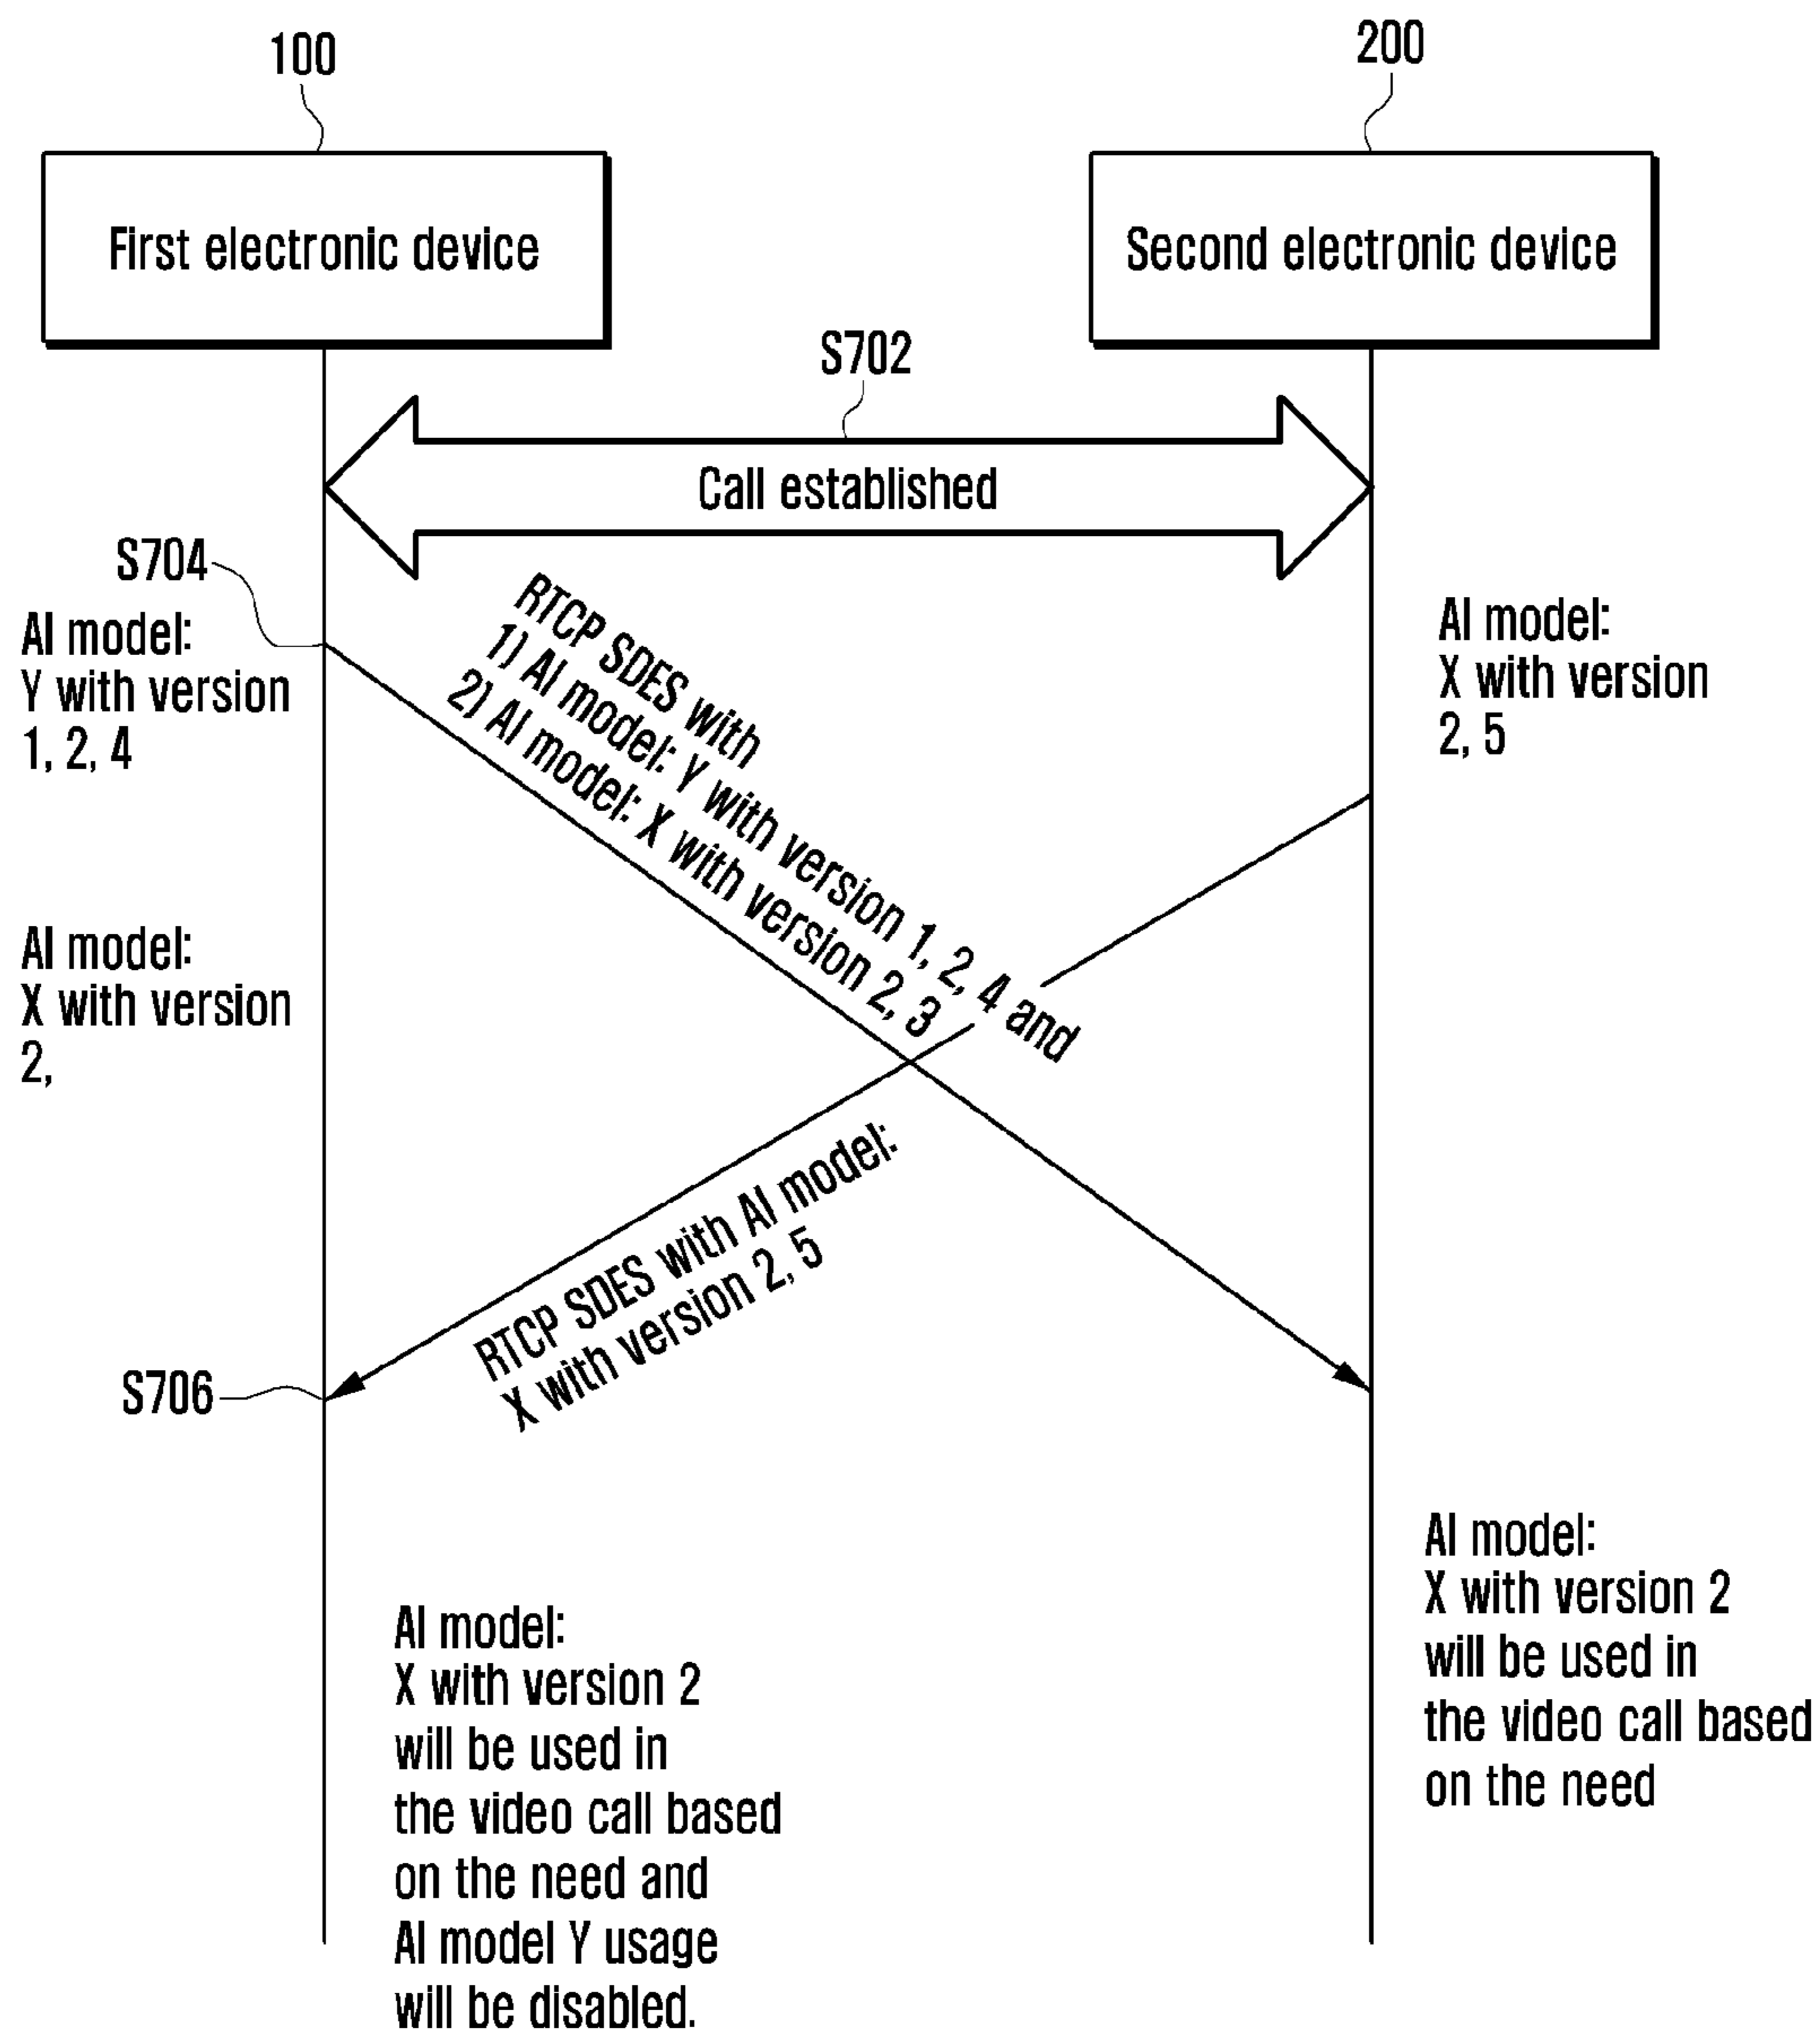 100
200
First electronic device
Second electronic device
S702
Call established
S704
AI model:
Y with version
1, 2, 4
RTCP SDES with
1) AI model: Y with version 1, 2, 4 and
2) AI model: X with version 2, 3
AI model:
X with version
2, 5
AI model:
X with version
2,
RTCP SDES with AI model:
X with version 2, 5
S706
AI model:
X with version 2
will be used in
the video call based
on the need and
AI model Y usage
will be disabled.
AI model:
X with version 2
will be used in
the video call based
on the need